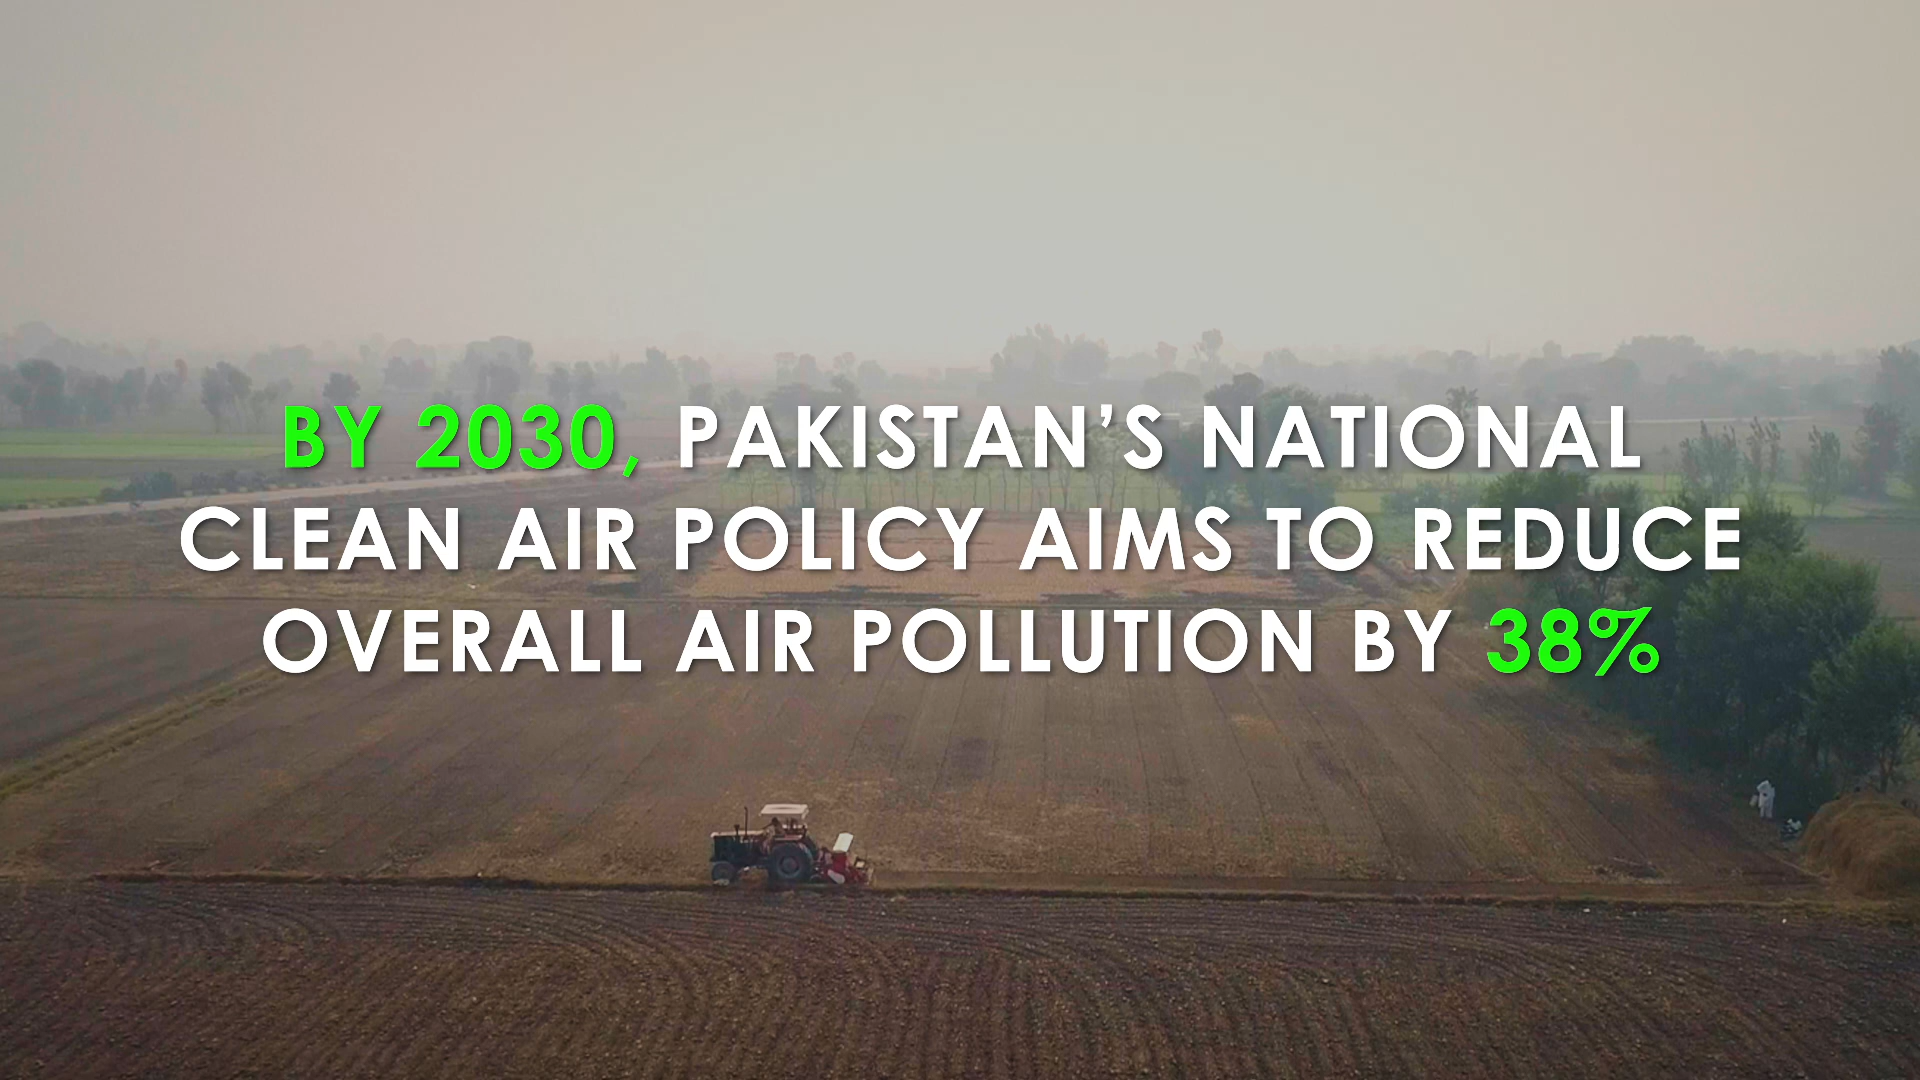 BY 2030, PAKISTAN’S NATIONAL
CLEAN AIR POLICY AIMS TO REDUCE
OVERALL AIR POLLUTION BY 38%